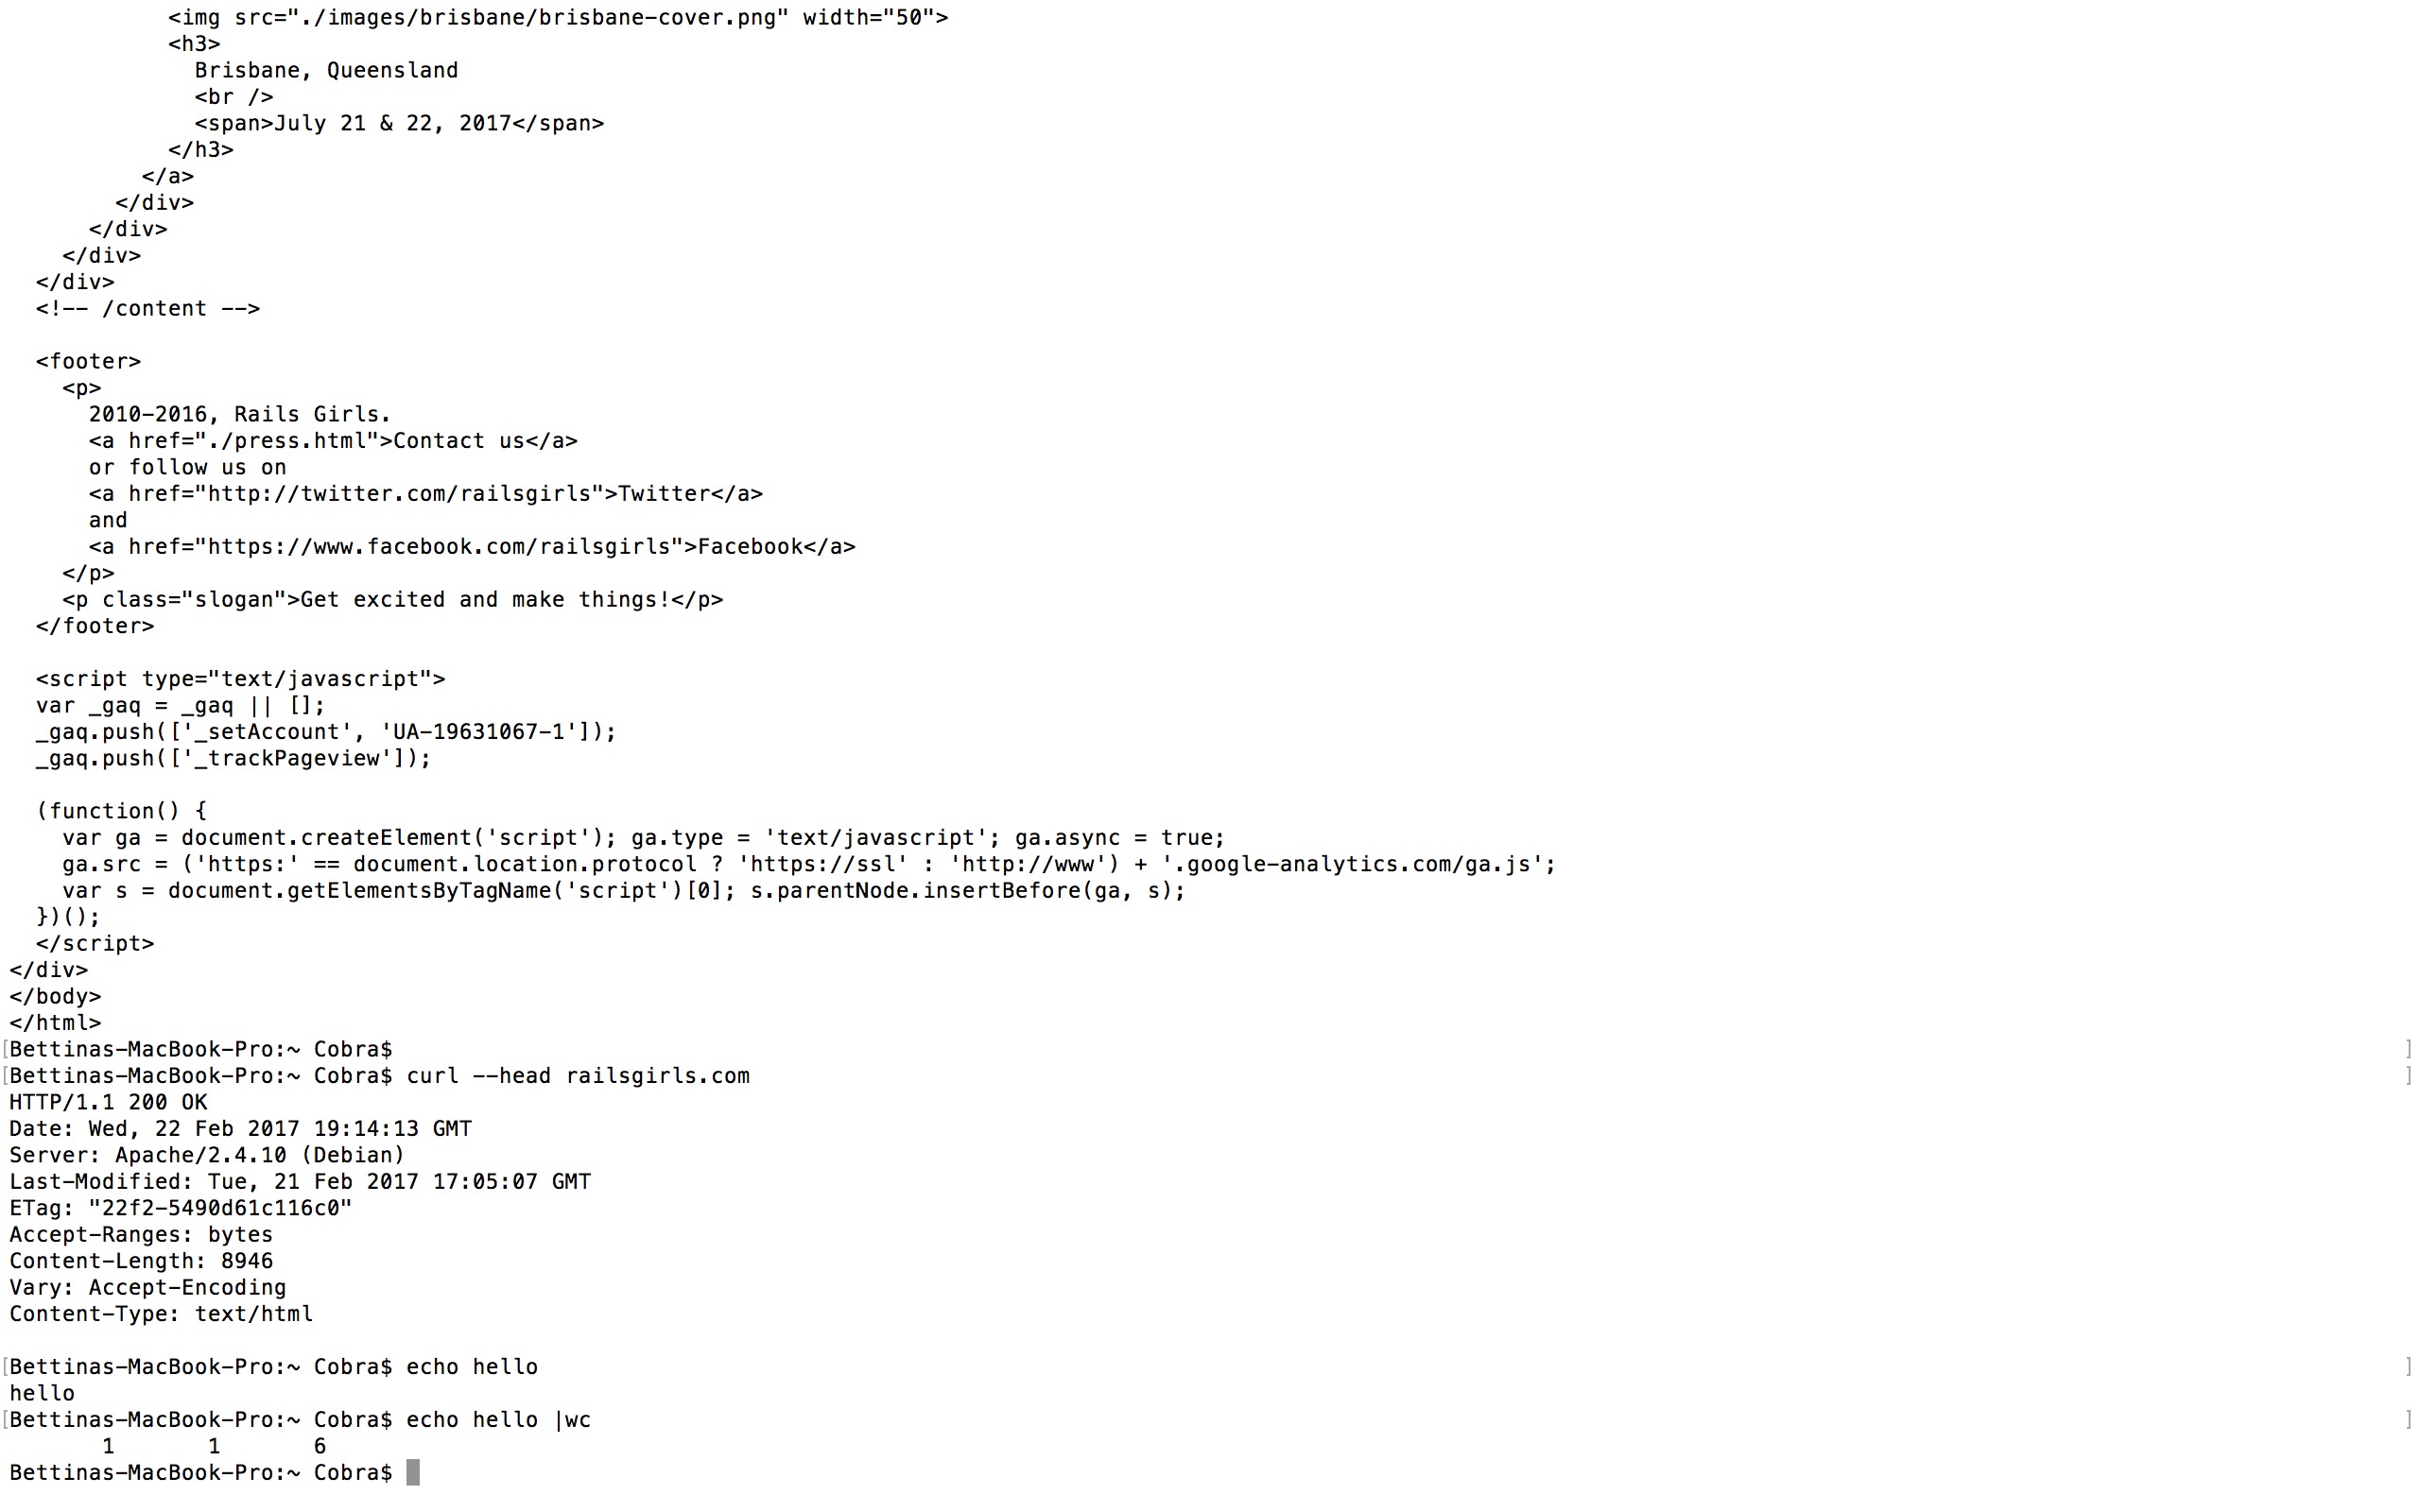 <img src="./images/brisbane/brisbane-cover.png" width="50">
            <h3>
              Brisbane, Queensland
              <br />
              <span>July 21 & 22, 2017</span>
            </h3>
          </a>
        </div>
      </div>
    </div>
  </div>
  <!-- /content -->

  <footer>
    <p>
      2010-2016, Rails Girls.
      <a href="./press.html">Contact us</a>
      or follow us on
      <a href="http://twitter.com/railsgirls">Twitter</a>
      and
      <a href="https://www.facebook.com/railsgirls">Facebook</a>
    </p>
    <p class="slogan">Get excited and make things!</p>
  </footer>

  <script type="text/javascript">
  var _gaq = _gaq || [];
  _gaq.push(['_setAccount', 'UA-19631067-1']);
  _gaq.push(['_trackPageview']);

  (function() {
    var ga = document.createElement('script'); ga.type = 'text/javascript'; ga.async = true;
    ga.src = ('https:' == document.location.protocol ? 'https://ssl' : 'http://www') + '.google-analytics.com/ga.js';
    var s = document.getElementsByTagName('script')[0]; s.parentNode.insertBefore(ga, s);
  })();
  </script>
</div>
</body>
</html>
[Bettinas-MacBook-Pro:~ Cobra$ ]
[Bettinas-MacBook-Pro:~ Cobra$ curl --head railsgirls.com ]
HTTP/1.1 200 OK
Date: Wed, 22 Feb 2017 19:14:13 GMT
Server: Apache/2.4.10 (Debian)
Last-Modified: Tue, 21 Feb 2017 17:05:07 GMT
ETag: "22f2-5490d61c116c0"
Accept-Ranges: bytes
Content-Length: 8946
Vary: Accept-Encoding
Content-Type: text/html

[Bettinas-MacBook-Pro:~ Cobra$ echo hello ]
hello
[Bettinas-MacBook-Pro:~ Cobra$ echo hello |wc ]
       1       1       6
Bettinas-MacBook-Pro:~ Cobra$